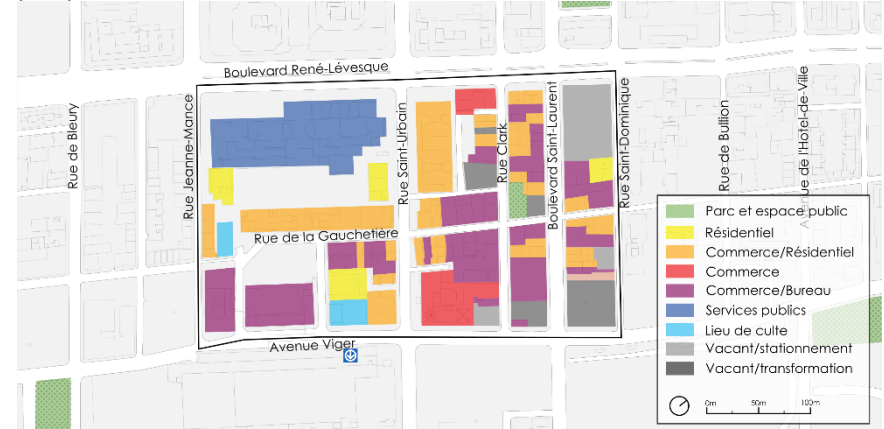 Boulevard René-Lévesque
Rue de Bleury
Rue Jeanne-Mance
Rue Saint-Urbain
Rue Clark
Boulevard Saint-Laurent
Rue Saint-Dominique
Rue de Bullion
Avenue de l'Hôtel-de-Ville
Rue de la Gauchetière
Avenue Viger
Parc et espace public
Résidentiel
Commerce/Résidentiel
Commerce
Commerce/Bureau
Services publics
Lieu de culte
Vacant/stationnement
Vacant/transformation
0m 50m 100m